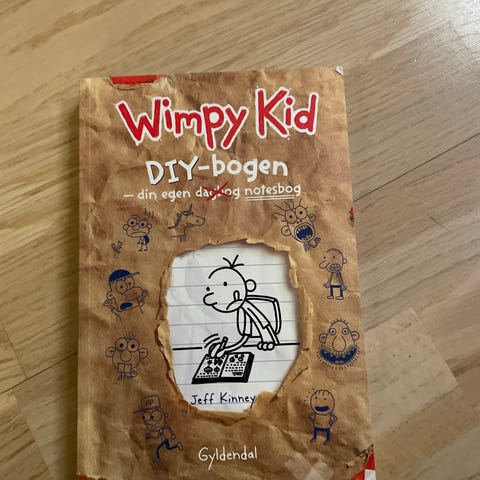 Wimpy Kid
DIY-bogen
– din egen dagbog notesbog
Jeff Kinney
Gyldendal